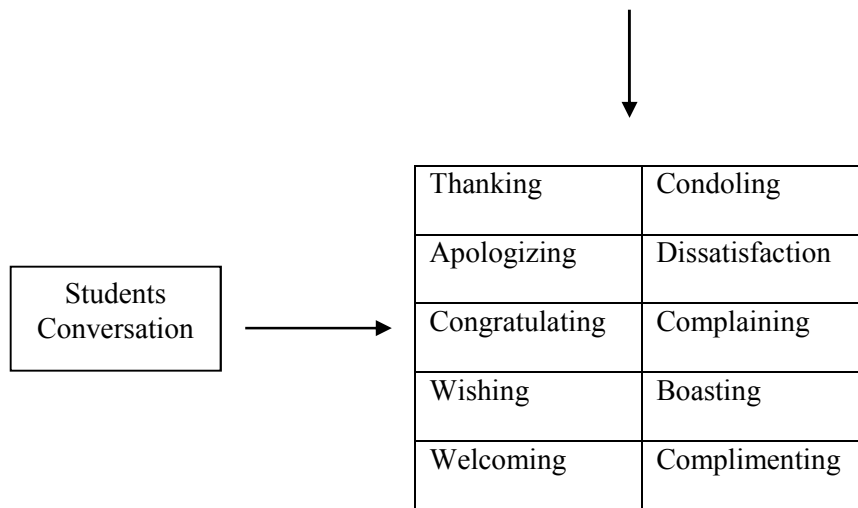 Students
Conversation
Thanking Condoling
Apologizing Dissatisfaction
Congratulating Complaining
Wishing Boasting
Welcoming Complimenting